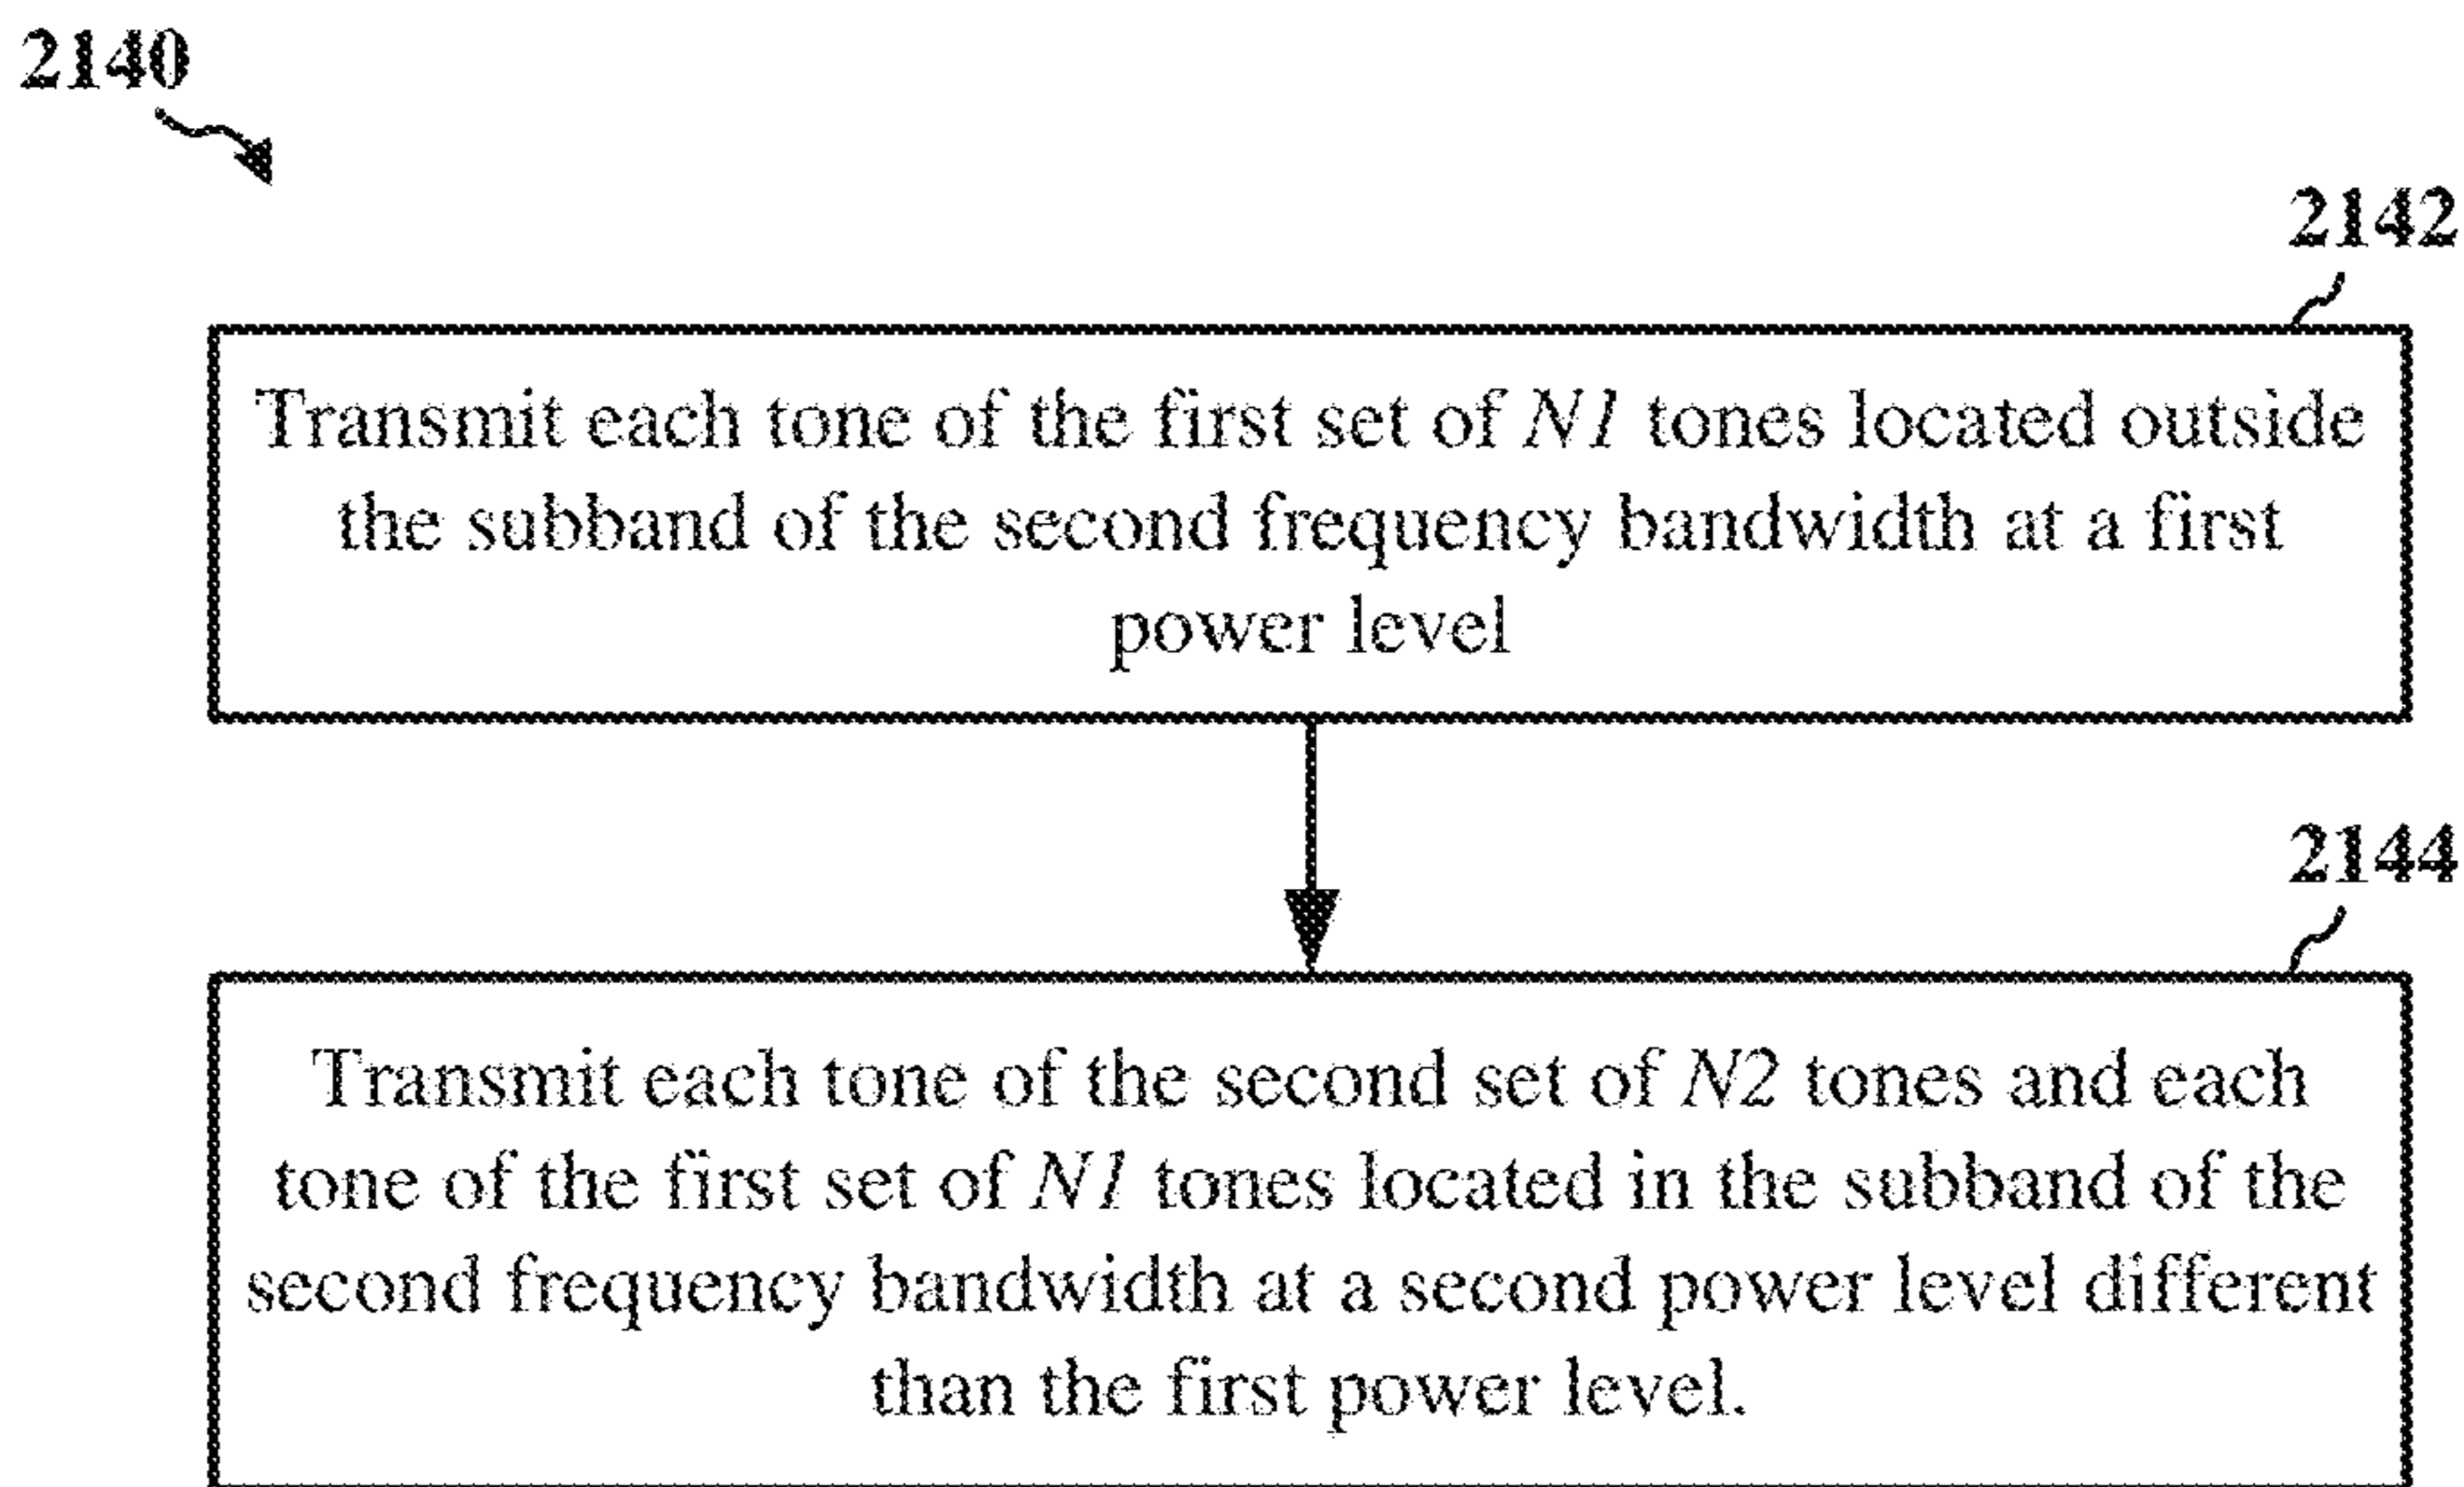 2140
2142
Transmit each tone of the first set of N1 tones located outside
the subband of the second frequency bandwidth at a first
power level
2144
Transmit each tone of the second set of N2 tones and each
tone of the first set of N1 tones located in the subband of the
second frequency bandwidth at a second power level different
than the first power level.